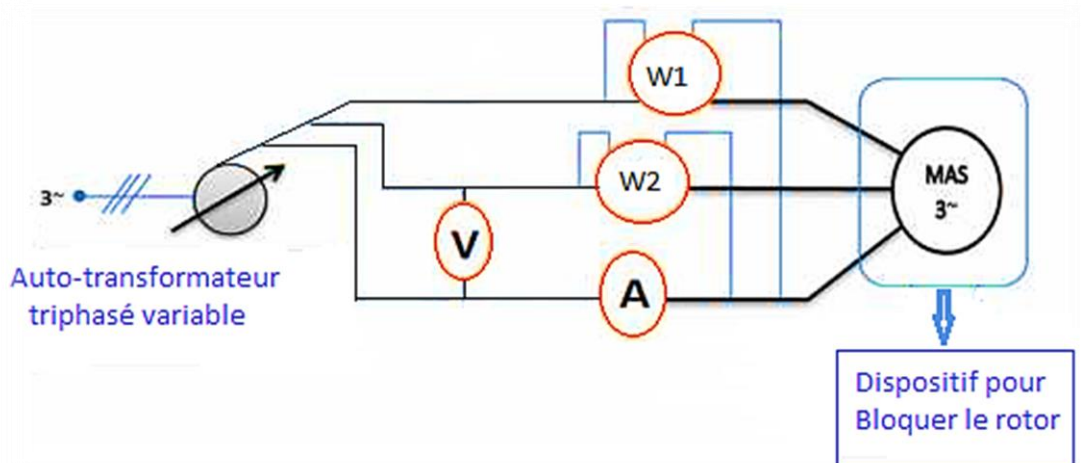 W1
W2
V
A
MAS
3~
3~
Auto-transformateur
triphasé variable
Dispositif pour
Bloquer le rotor